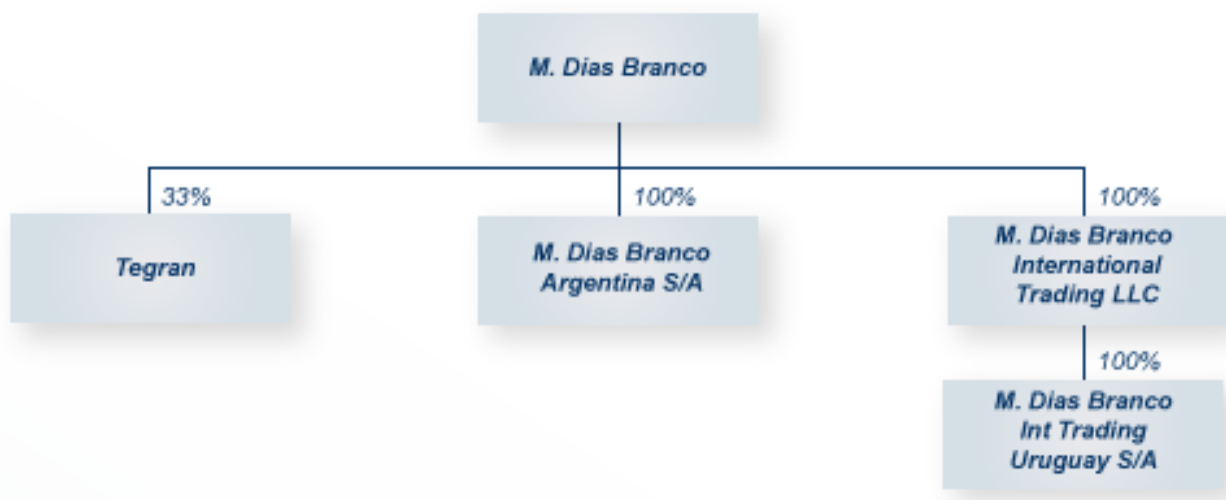 M. Dias Branco
33%
100%
100%
Tegran
M. Dias Branco
Argentina S/A
M. Dias Branco
International
Trading LLC
100%
M. Dias Branco
Int Trading
Uruguay S/A